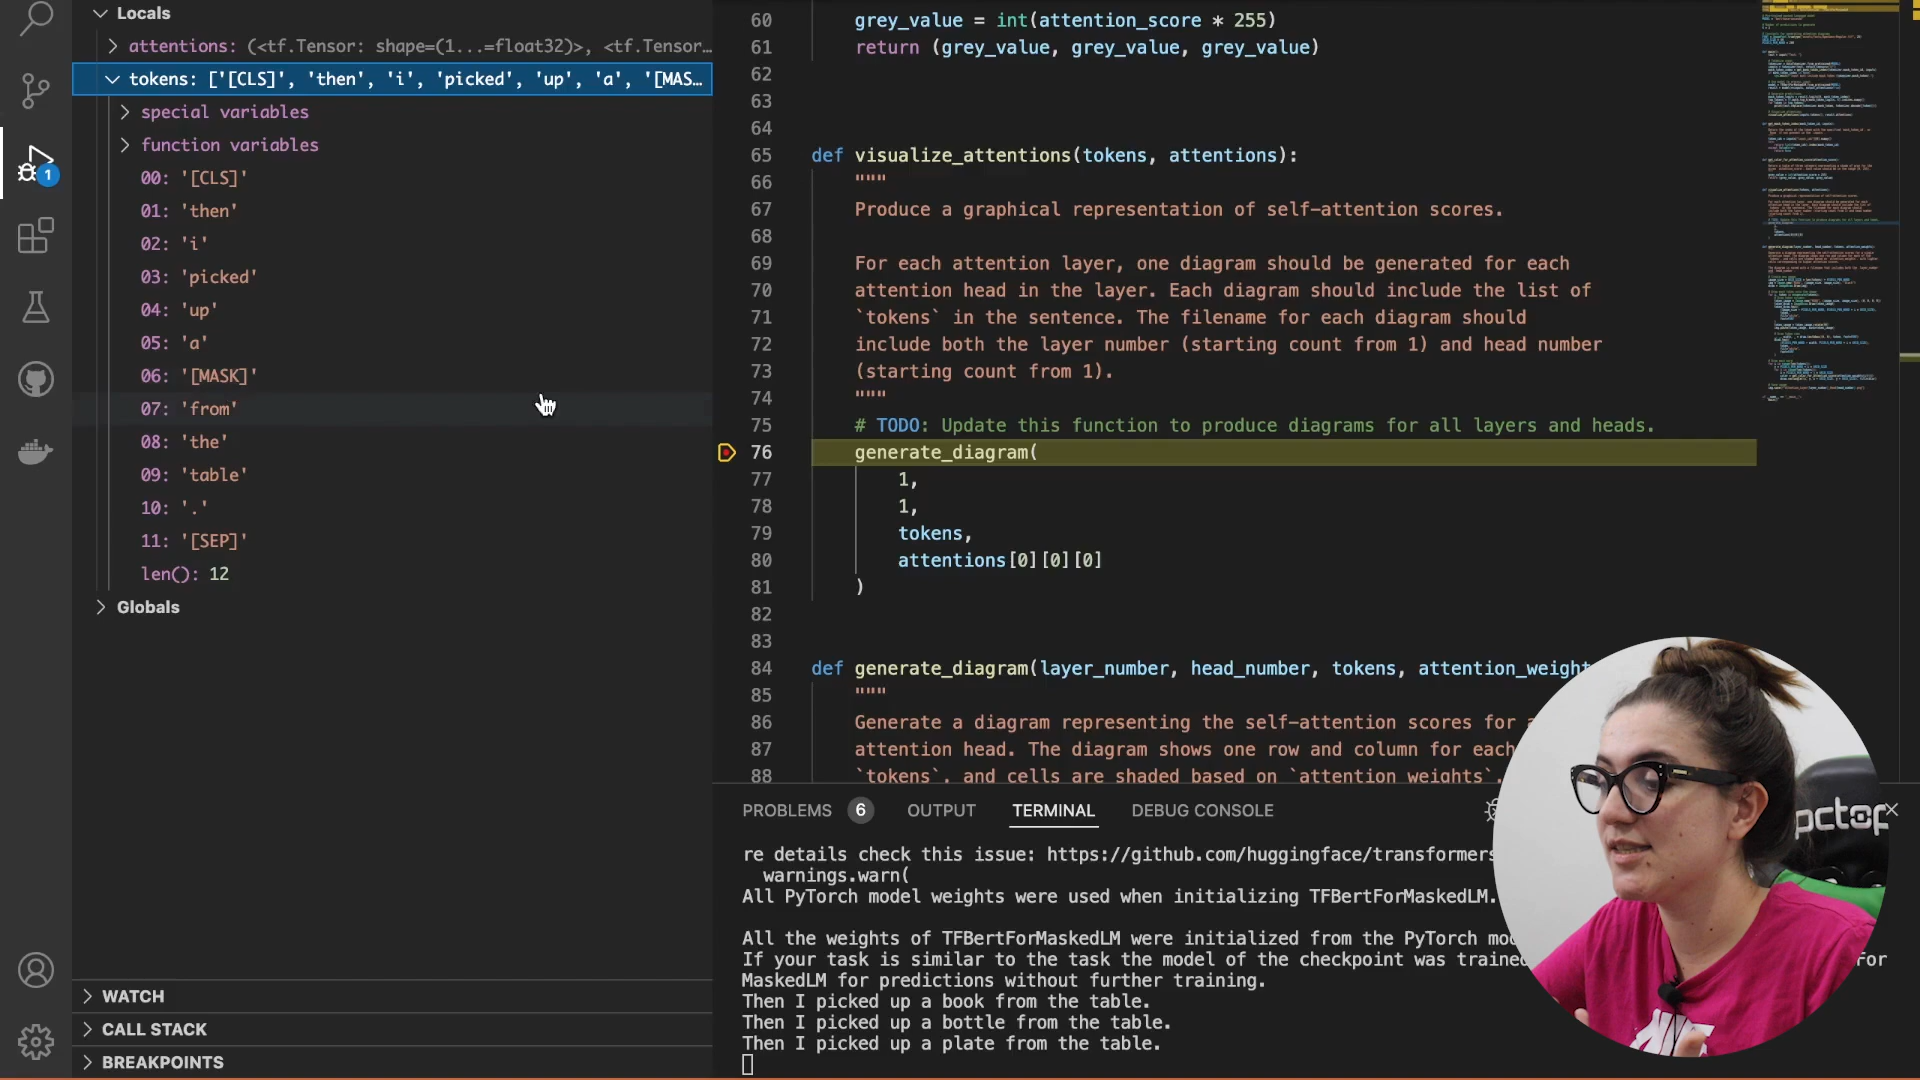 Locals
attentions: (<tf.Tensor: shape=(1...=float32)>, <tf.Tensor...
tokens: ['[CLS]', 'then', 'i', 'picked', 'up', 'a', '[MAS...
special variables
function variables
00: '[CLS]'
01: 'then'
02: 'i'
03: 'picked'
04: 'up'
05: 'a'
06: '[MASK]'
07: 'from'
08: 'the'
09: 'table'
10: '.'
11: '[SEP]'
len(): 12
Globals
1
WATCH
CALL STACK
BREAKPOINTS
60 grey_value = int(attention_score * 255)
61 return (grey_value, grey_value, grey_value)
62
63
64
65 def visualize_attentions(tokens, attentions):
66 """
67 Produce a graphical representation of self-attention scores.
68
69 For each attention layer, one diagram should be generated for each
70 attention head in the layer. Each diagram should include the list of
71 `tokens` in the sentence. The filename for each diagram should
72 include both the layer number (starting count from 1) and head number
73 (starting count from 1).
74 """
75 # TODO: Update this function to produce diagrams for all layers and heads.
76 generate_diagram(
77 1,
78 1,
79 tokens,
80 attentions[0][0][0]
81 )
82
83
84 def generate_diagram(layer_number, head_number, tokens, attention_weight
85 """
86 Generate a diagram representing the self-attention scores for
87 attention head. The diagram shows one row and column for each
88 `tokens`, and cells are shaded based on `attention_weights`,
PROBLEMS 6 OUTPUT TERMINAL DEBUG CONSOLE
re details check this issue: https://github.com/huggingface/transformers
warnings.warn(
All PyTorch model weights were used when initializing TFBertForMaskedLM.
All the weights of TFBertForMaskedLM were initialized from the PyTorch mo
If your task is similar to the task the model of the checkpoint was traine For
MaskedLM for predictions without further training.
Then I picked up a book from the table.
Then I picked up a bottle from the table.
Then I picked up a plate from the table.